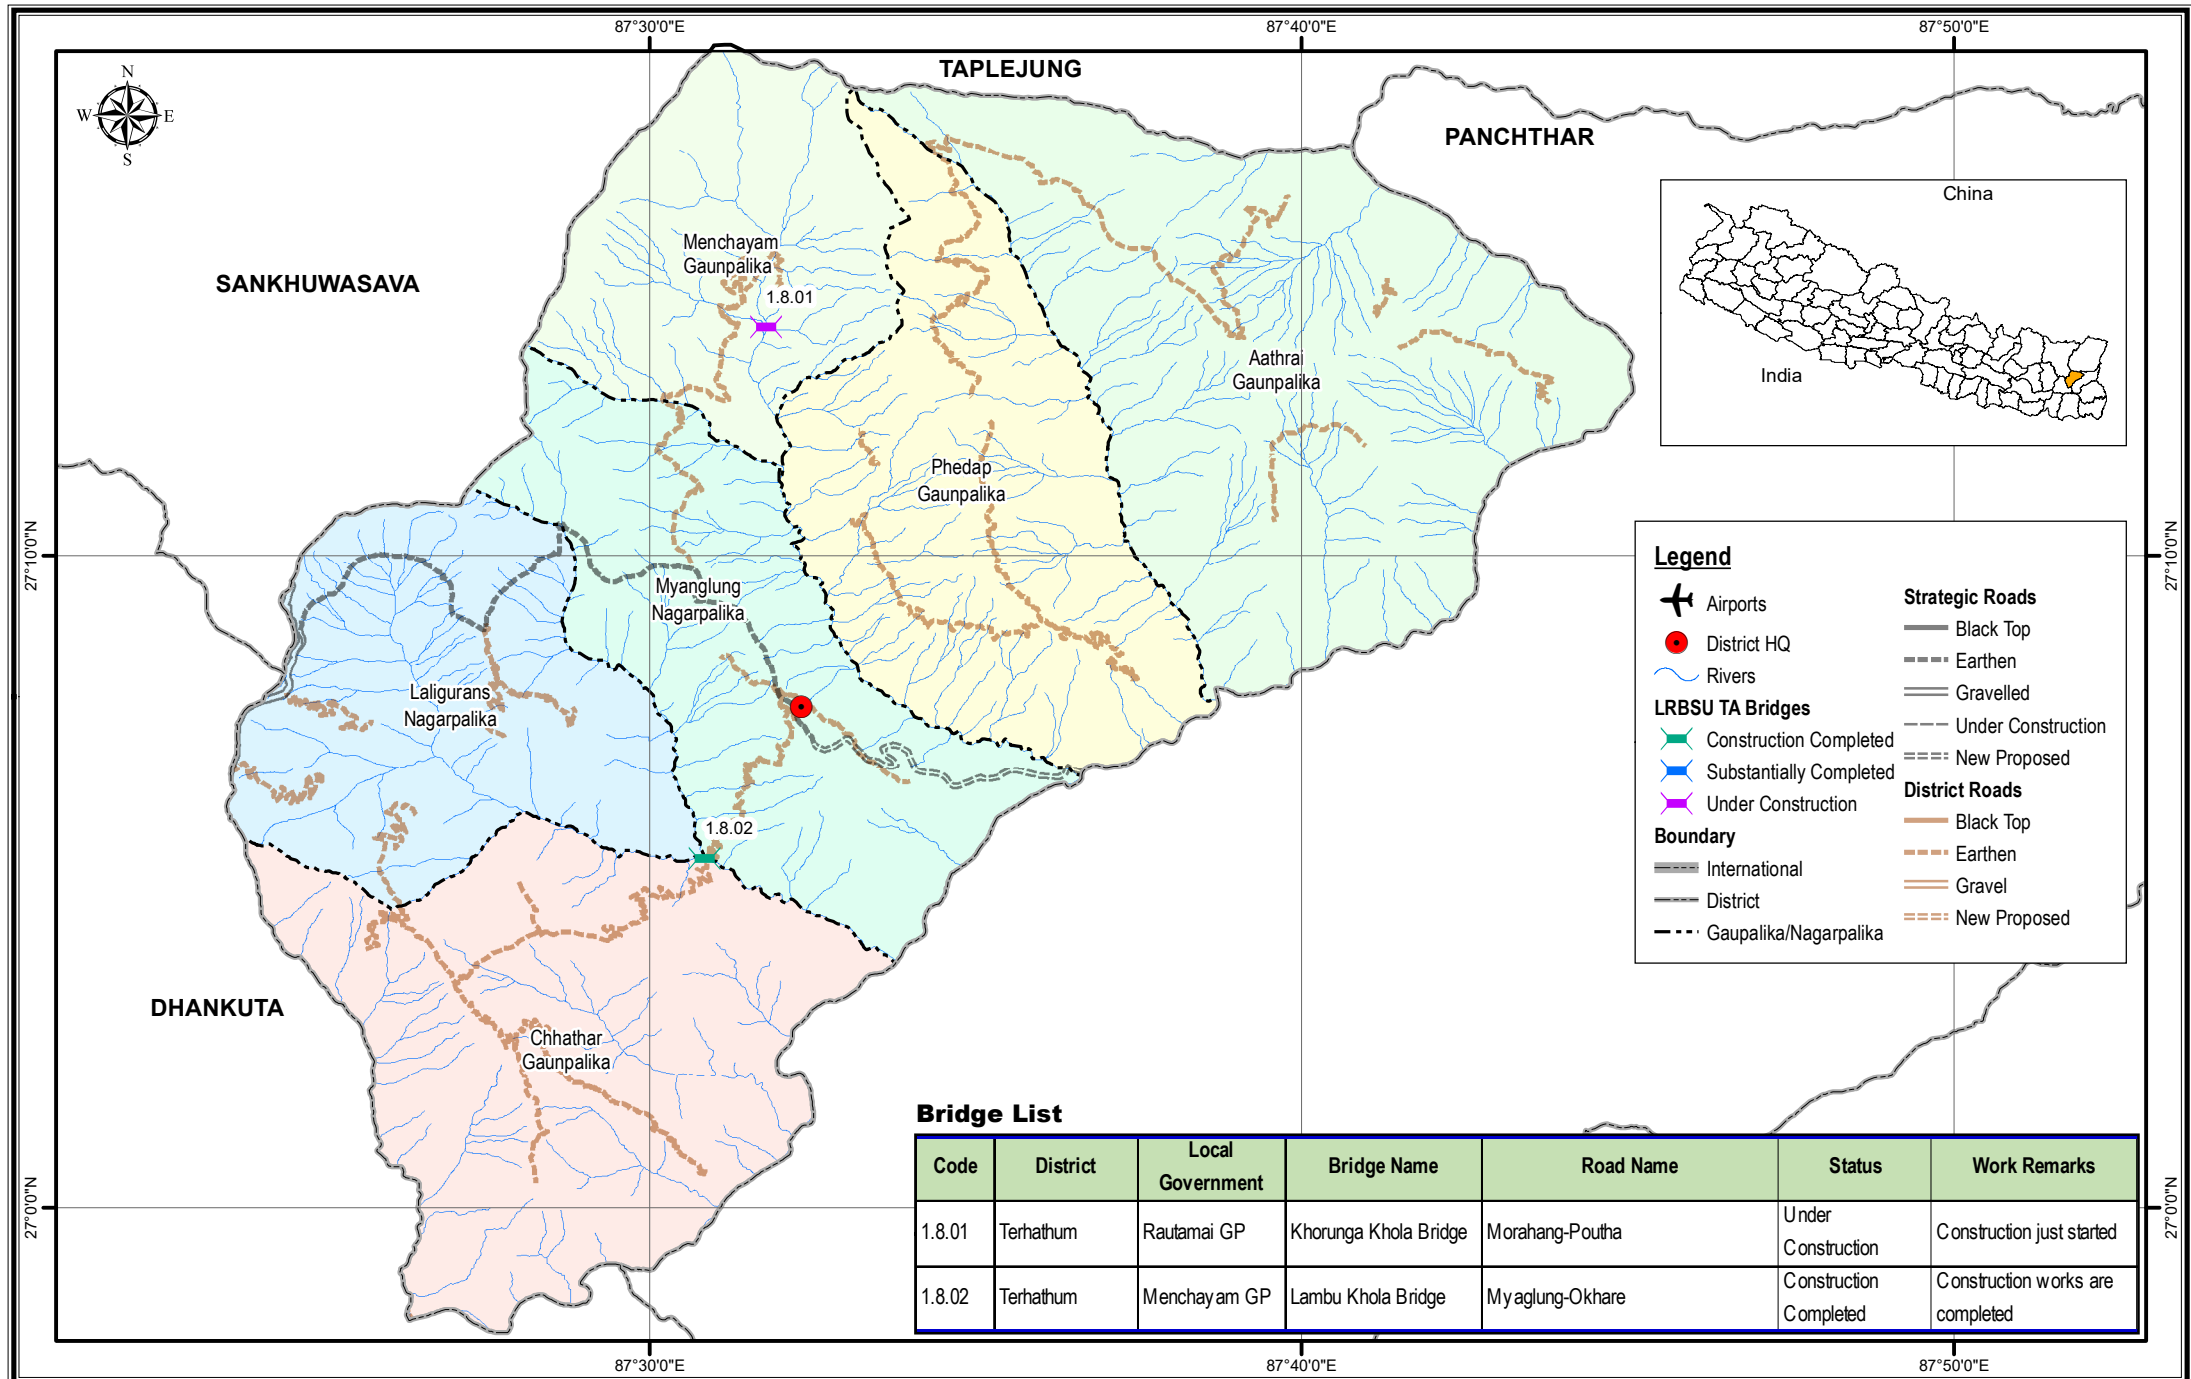 87°30'0"E
87°40'0"E
87°50'0"E
N
W
E
S
TAPLEJUNG
PANCHTHAR
SANKHUWASAVA
DHANKUTA
China
India
Menchayam
Gaunpalika
1.8.01
Aathrai
Gaunpalika
Phedap
Gaunpalika
27°10'0"N
27°10'0"N
Myanglung
Nagarpalika
Laligurans
Nagarpalika
1.8.02
Chhathar
Gaunpalika
27°0'0"N
27°0'0"N
Legend
Airports
District HQ
Rivers
LRBSU TA Bridges
Construction Completed
Substantially Completed
Under Construction
Boundary
International
District
Gaupalika/Nagarpalika
Strategic Roads
Black Top
Earthen
Gravelled
Under Construction
New Proposed
District Roads
Black Top
Earthen
Gravel
New Proposed
Bridge List
Code District Local Government Bridge Name Road Name Status Work Remarks
1.8.01 Terhathum Rautamai GP Khorunga Khola Bridge Morahang-Poutha Under Construction Construction just started
1.8.02 Terhathum Menchayam GP Lambu Khola Bridge Myaglung-Okhare Construction Completed Construction works are completed
87°30'0"E
87°40'0"E
87°50'0"E